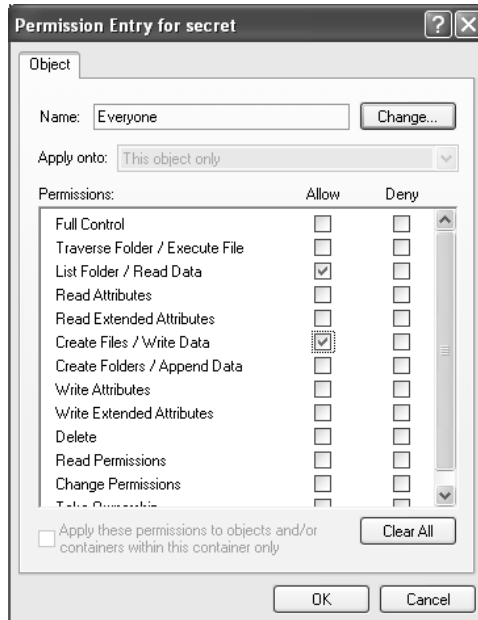 Permission Entry for secret
Object
Name: Everyone Change...
Apply onto: This object only
Permissions: Allow Deny
Full Control
Traverse Folder / Execute File
List Folder / Read Data
Read Attributes
Read Extended Attributes
Create Files / Write Data
Create Folders / Append Data
Write Attributes
Write Extended Attributes
Delete
Read Permissions
Change Permissions
Take Ownership
Apply these permissions to objects and/or
containers within this container only
Clear All
OK Cancel